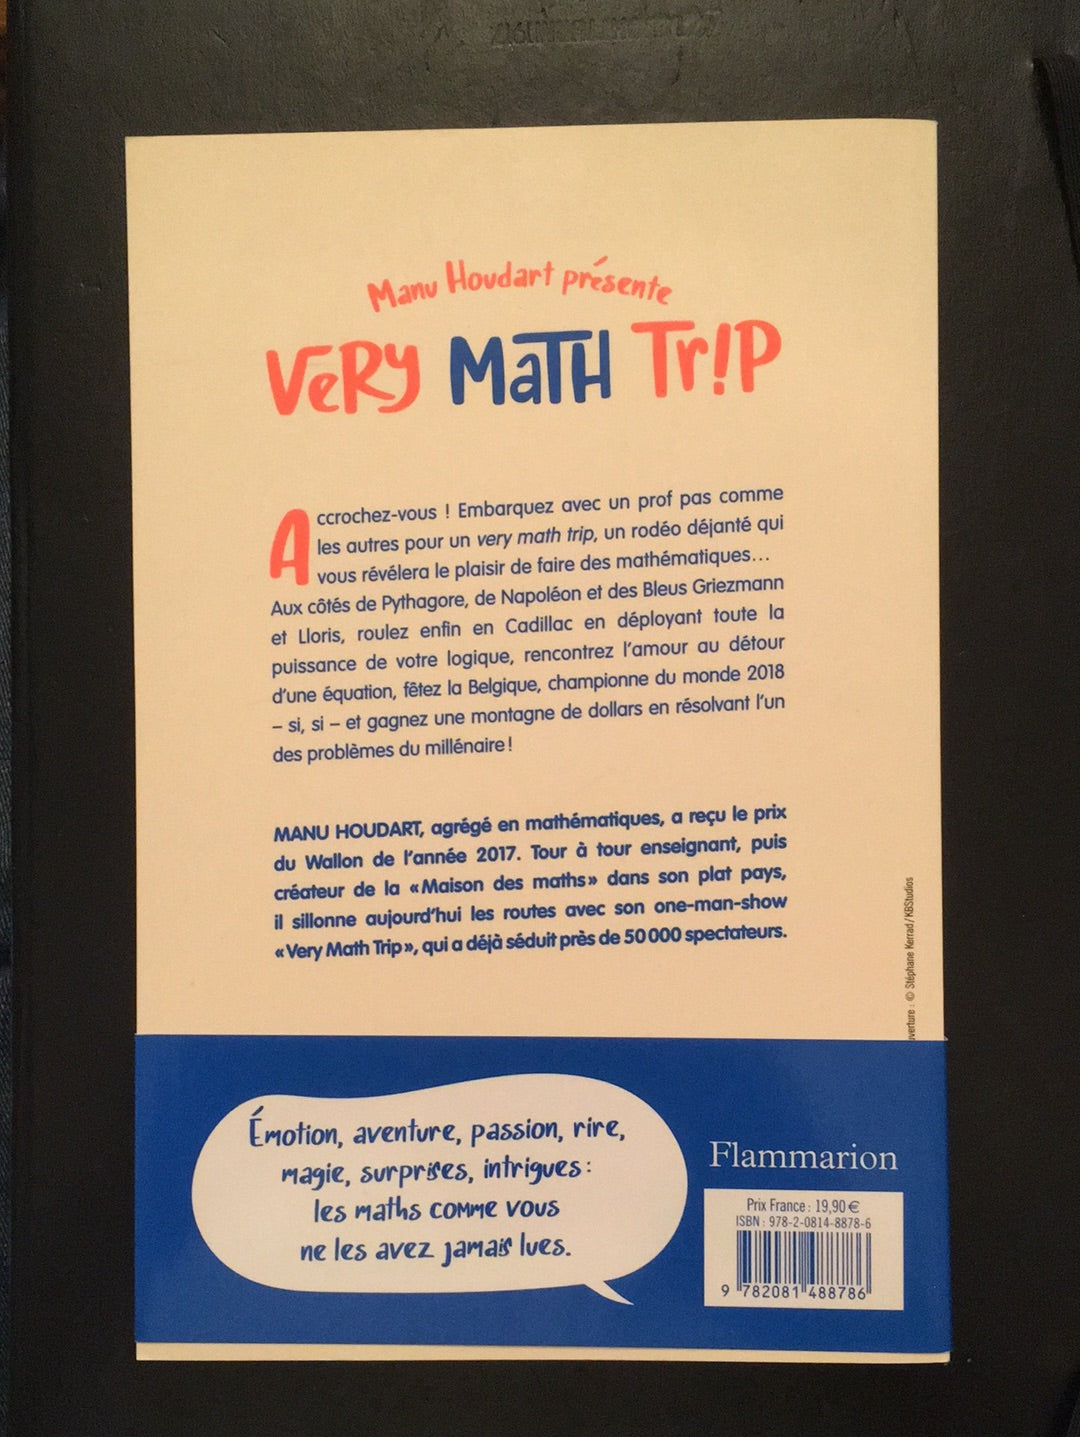 Manu Houdart présente
VeRY MaTH TR!P
Accrochez-vous ! Embarquez avec un prof pas comme
les autres pour un very math trip, un rodéo déjanté qui
vous révélera le plaisir de faire des mathématiques...
Aux côtés de Pythagore, de Napoléon et des Bleus Griezmann
et Lloris, roulez enfin en Cadillac en déployant toute la
puissance de votre logique, rencontrez l'amour au détour
d'une équation, fêtez la Belgique, championne du monde 2018
– si, si – et gagnez une montagne de dollars en résolvant l'un
des problèmes du millénaire !
MANU HOUDART, agrégé en mathématiques, a reçu le prix
du Wallon de l'année 2017. Tour à tour enseignant, puis
créateur de la «Maison des maths» dans son plat pays,
il sillonne aujourd'hui les routes avec son one-man-show
«Very Math Trip», qui a déjà séduit près de 50 000 spectateurs.
uverture : © Stéphane Kerrad / KBStudios
Émotion, aventure, passion, rire,
magie, surprises, intrigues :
les maths comme vous
ne les avez jamais lues.
Flammarion
Prix France : 19,90 €
ISBN : 978-2-0814-8878-6
9 782081 488786